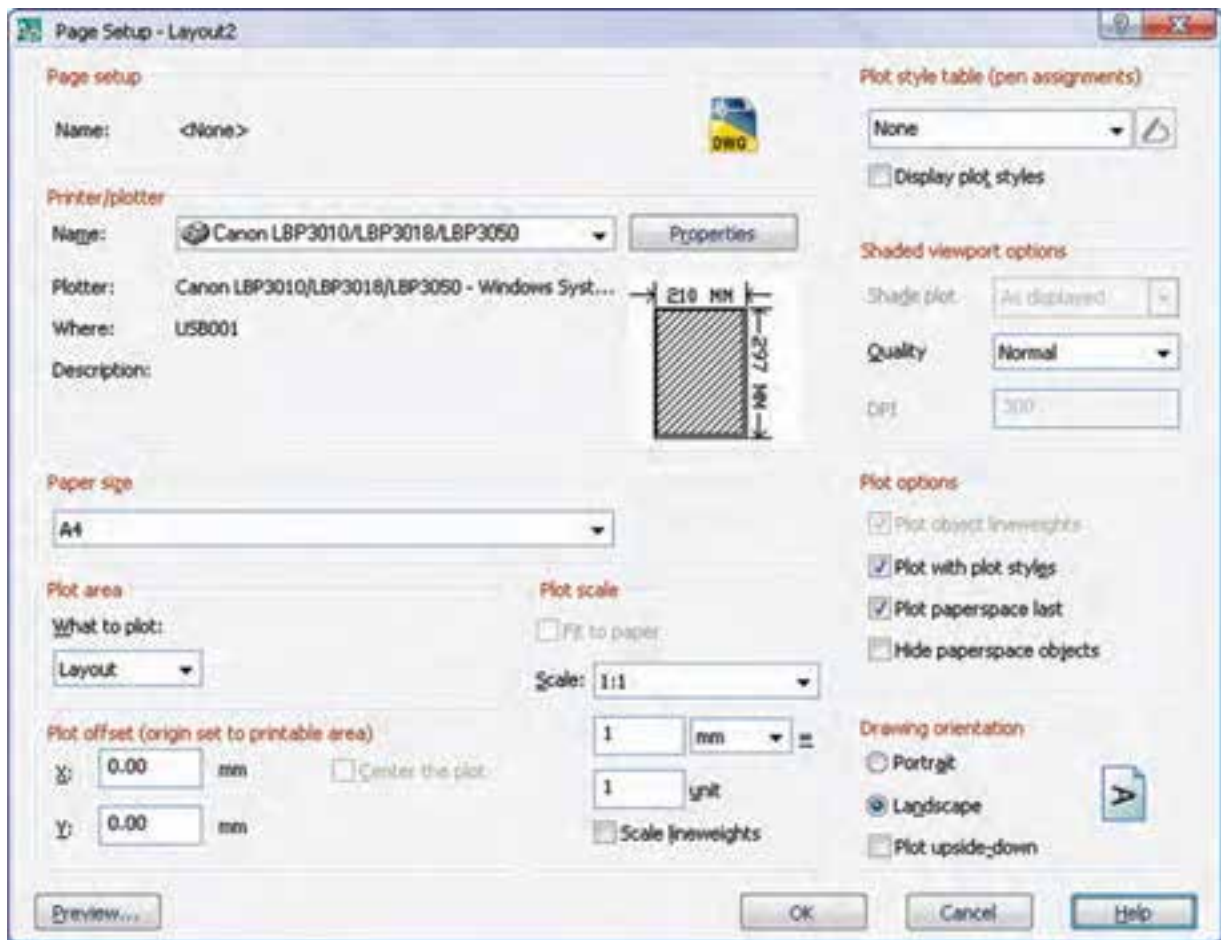 Page Setup - Layout2
Page setup
Name: <None>
DWG
Printer/plotter
Name: Canon LBP3010/LBP3018/LBP3050
Properties
Plotter: Canon LBP3010/LBP3018/LBP3050 - Windows Syst...
Where: USB001
Description:
210 MM
297 MM
Paper size
A4
Plot area
What to plot:
Layout
Plot offset (origin set to printable area)
X: 0.00 mm
Center the plot
Y: 0.00 mm
Plot scale
Fit to paper
Scale: 1:1
1 mm =
1 unit
Scale lineweights
Plot style table (pen assignments)
None
Display plot styles
Shaded viewport options
Shade plot As displayed
Quality Normal
DPI 300
Plot options
Plot object lineweights
Plot with plot styles
Plot paperspace last
Hide paperspace objects
Drawing orientation
Portrait
Landscape
A
Plot upside-down
Preview...
OK
Cancel
Help